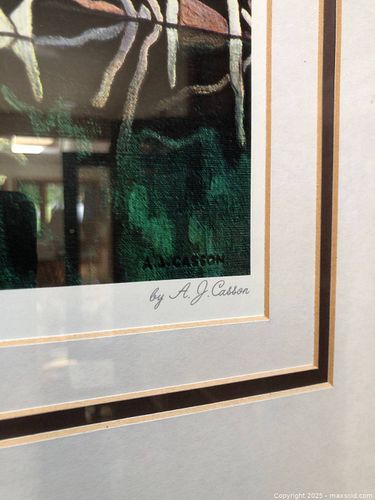 A.J. CASSON
by A. J. Casson
Copyright 2025 - maxsold.com